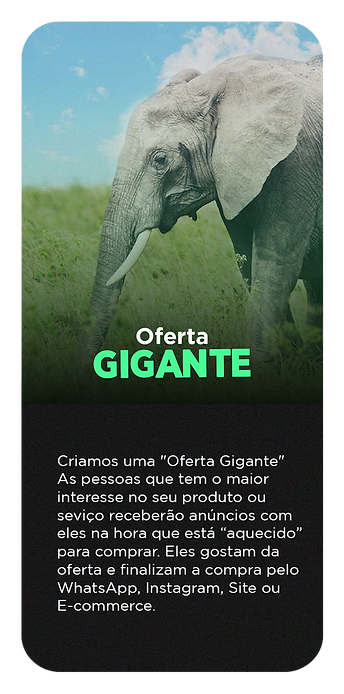 Oferta
GIGANTE
Criamos uma "Oferta Gigante"
As pessoas que tem o maior
interesse no seu produto ou
seviço receberão anúncios com
eles na hora que está “aquecido”
para comprar. Eles gostam da
oferta e finalizam a compra pelo
WhatsApp, Instagram, Site ou
E-commerce.